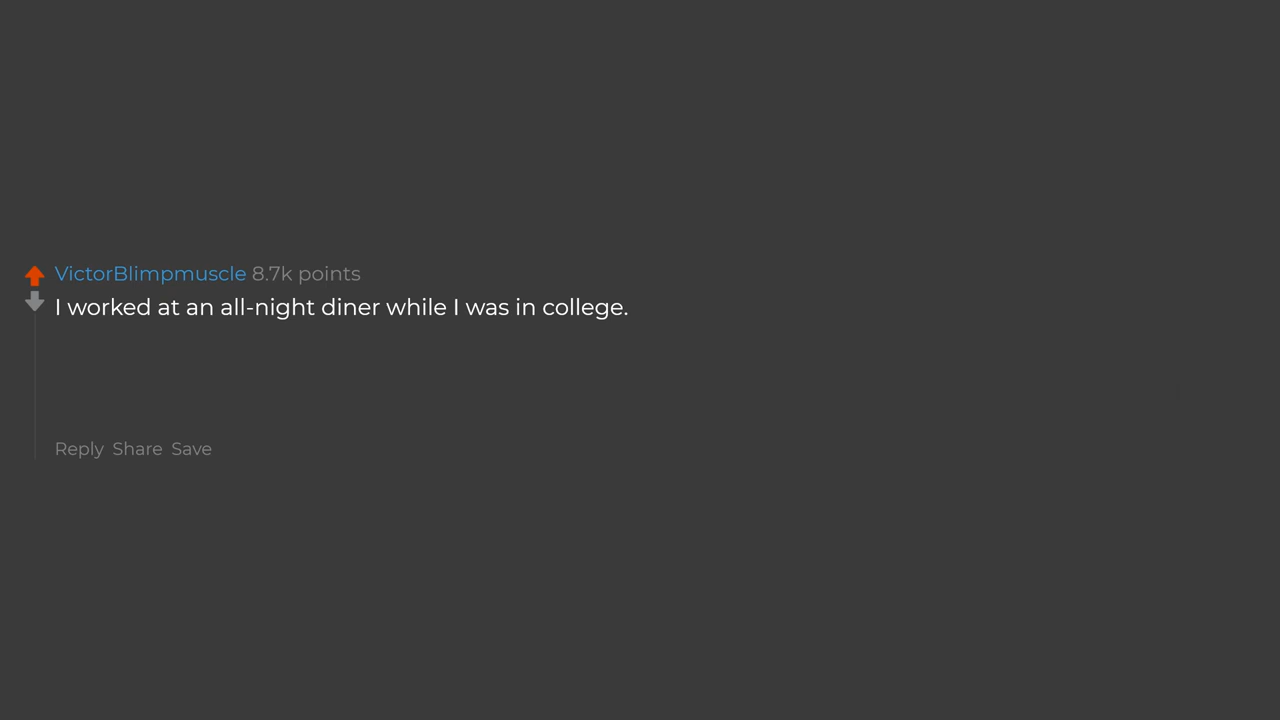 VictorBlimpmuscle 8.7k points
I worked at an all-night diner while I was in college.
Reply Share Save